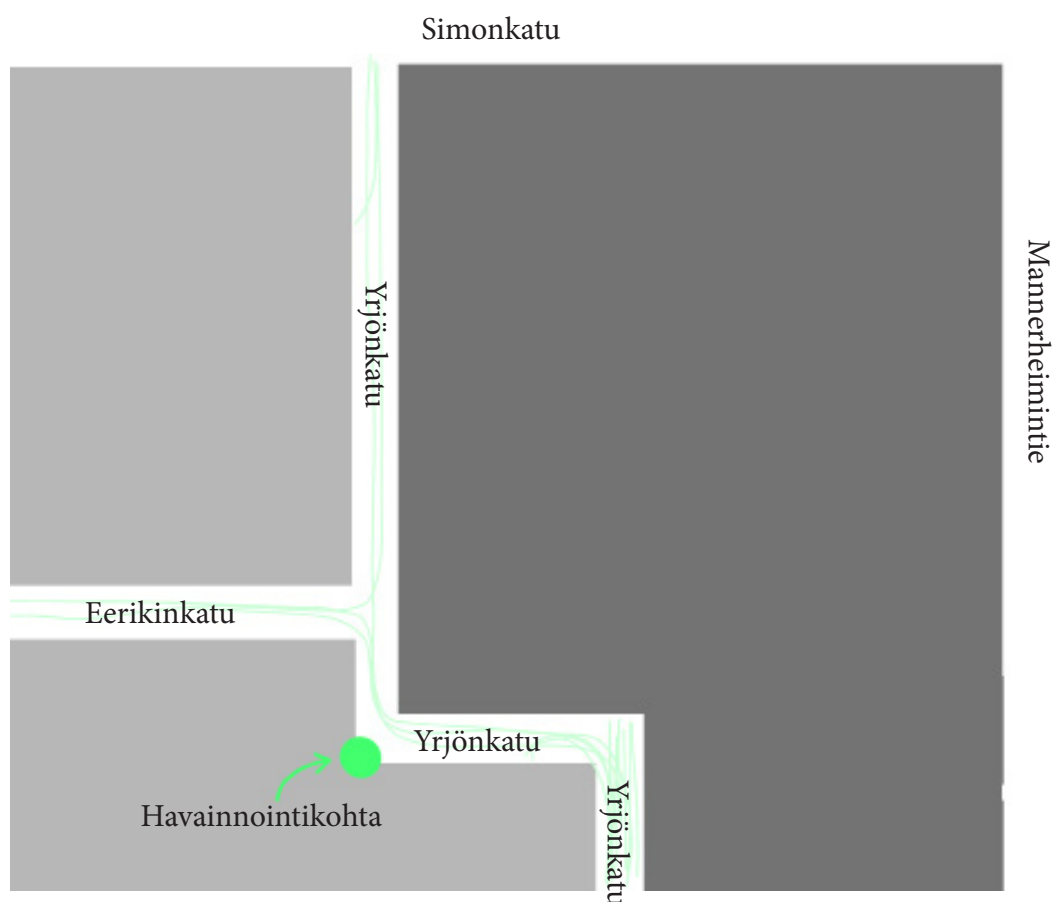 Simonkatu
Mannerheimintie
Yrjönkatu
Eerikinkatu
Yrjönkatu
Yrjönkatu
Havainnointikohta